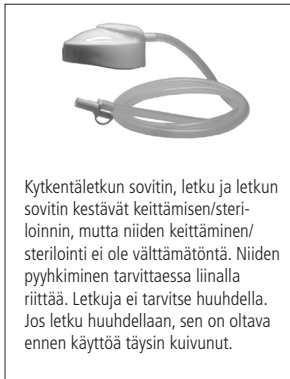 Kytkentäletkun sovitin, letku ja letkun
sovitin kestävät keittämisen/steri-
loinnin, mutta niiden keittäminen/
sterilointi ei ole välttämätöntä. Niiden
pyyhkiminen tarvittaessa liinalla
riittää. Letkuja ei tarvitse huuhdella.
Jos letku huuhdellaan, sen on oltava
ennen käyttöä täysin kuivunut.